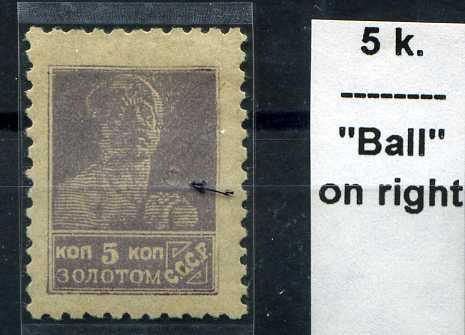 КОП 5 КОП
ЗОЛОТОМ
С.С.С.Р
5 k.
--------
"Ball"
on right